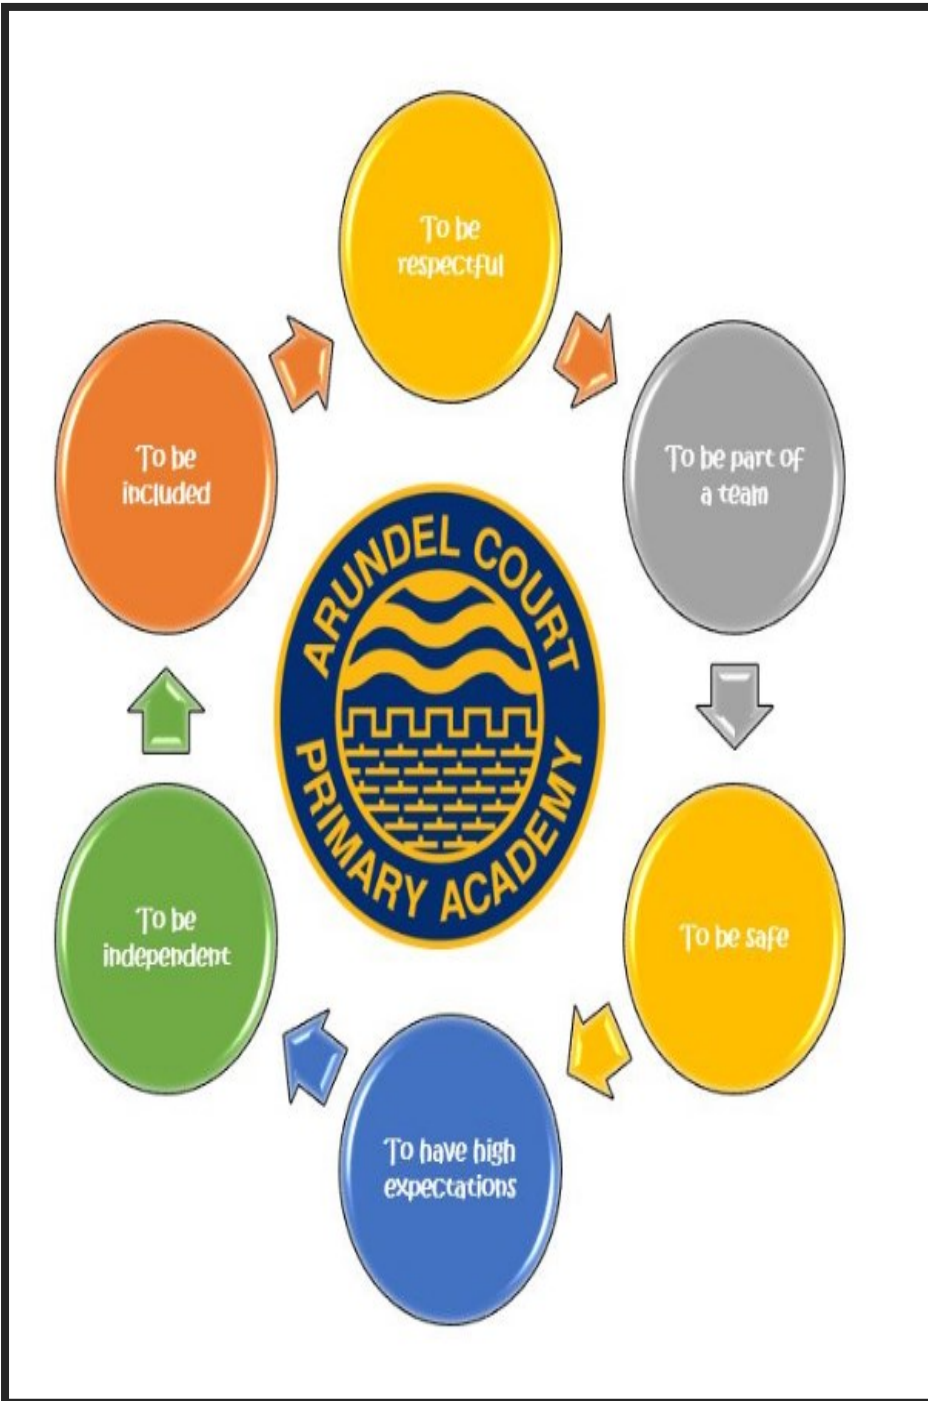 To be
respectful
To be part of
a team
To be safe
To have high
expectations
To be
independent
To be
included
ARUNDEL COURT
PRIMARY ACADEMY